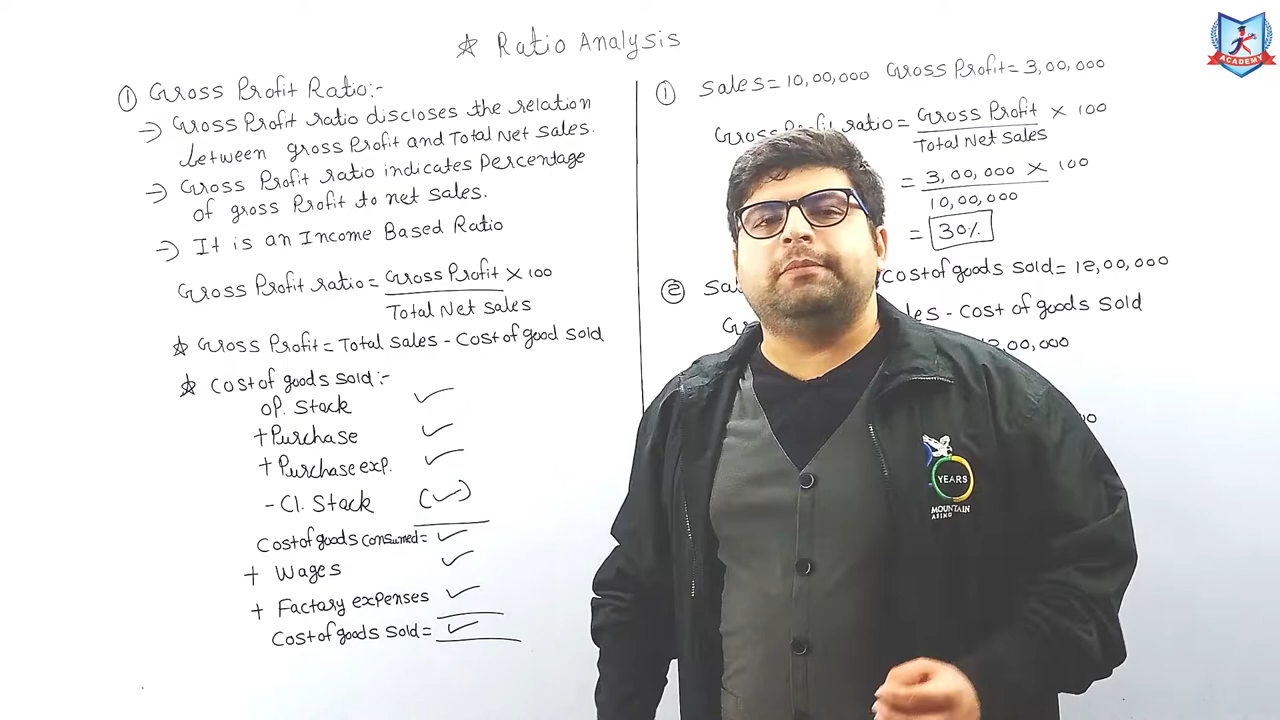 ☆ Ratio Analysis
① Gross Profit Ratio:-
→ Gross Profit ratio discloses the relation
between gross Profit and Total Net sales.
→ Gross Profit ratio indicates Percentage
of gross Profit to net sales.
→ It is an Income Based Ratio
Gross Profit ratio = Gross Profit × 100
Total Net sales
☆ Gross Profit = Total sales - Cost of good sold
☆ Cost of goods sold:-
op. Stock ✓
+ Purchase ✓
+ Purchase exp. ✓
- Cl. Stock (✓)
Cost of goods consumed = ✓
+ Wages ✓
+ Factory expenses ✓
Cost of goods sold = ✓
① Sales = 10,00,000 Gross Profit = 3,00,000
ratio = Gross Profit × 100
Total Net Sales
= 3,00,000 × 100
10,00,000
= 30%
② Cost of goods sold = 12,00,000
- Cost of goods sold
ACADEMY
YEARS
MOUNTAIN